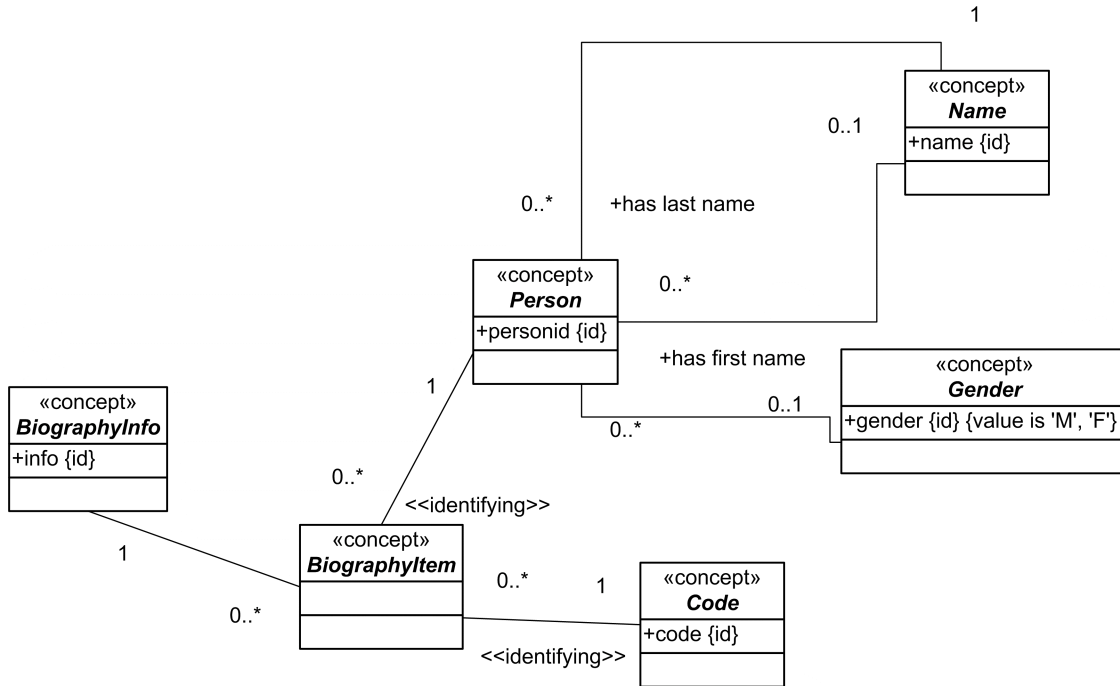 1
«concept»
Name
+name {id}
0..1
0..*
+has last name
«concept»
Person
+personid {id}
0..*
+has first name
«concept»
Gender
+gender {id} {value is 'M', 'F'}
0..1
0..*
1
«concept»
BiographyInfo
+info {id}
0..*
<<identifying>>
«concept»
BiographyItem
1
0..*
0..*
1
«concept»
Code
+code {id}
<<identifying>>